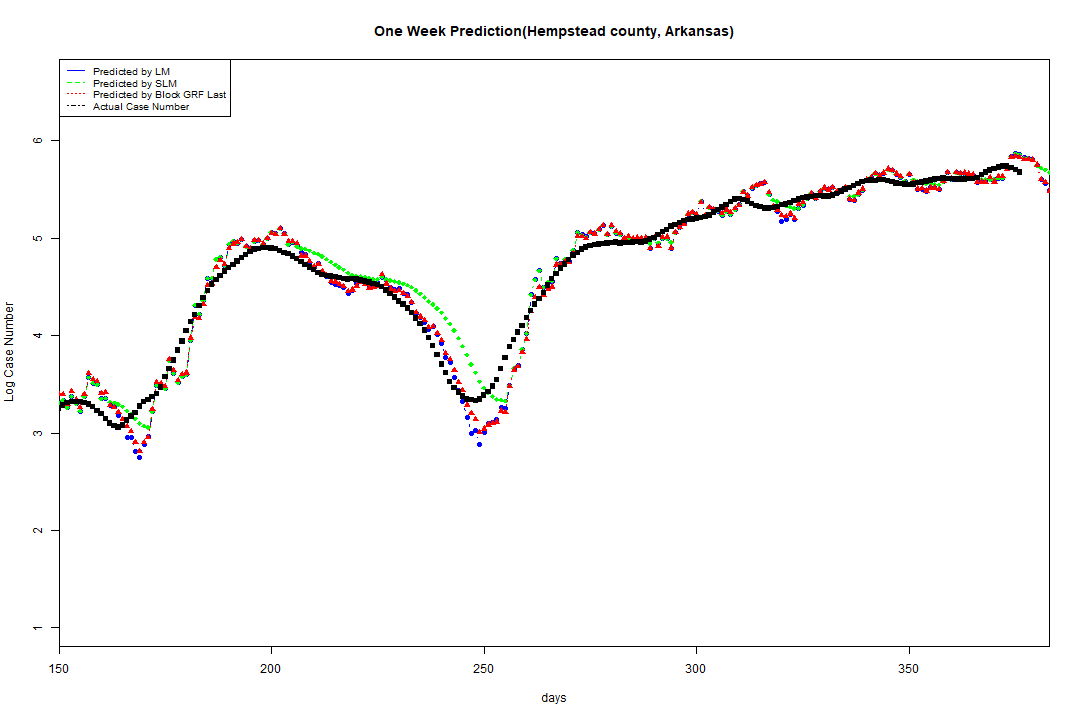 One Week Prediction(Hempstead county, Arkansas)
Predicted by LM
Predicted by SLM
Predicted by Block GRF Last
Actual Case Number
Log Case Number
6
5
4
3
2
1
150 200 250 300 350
days